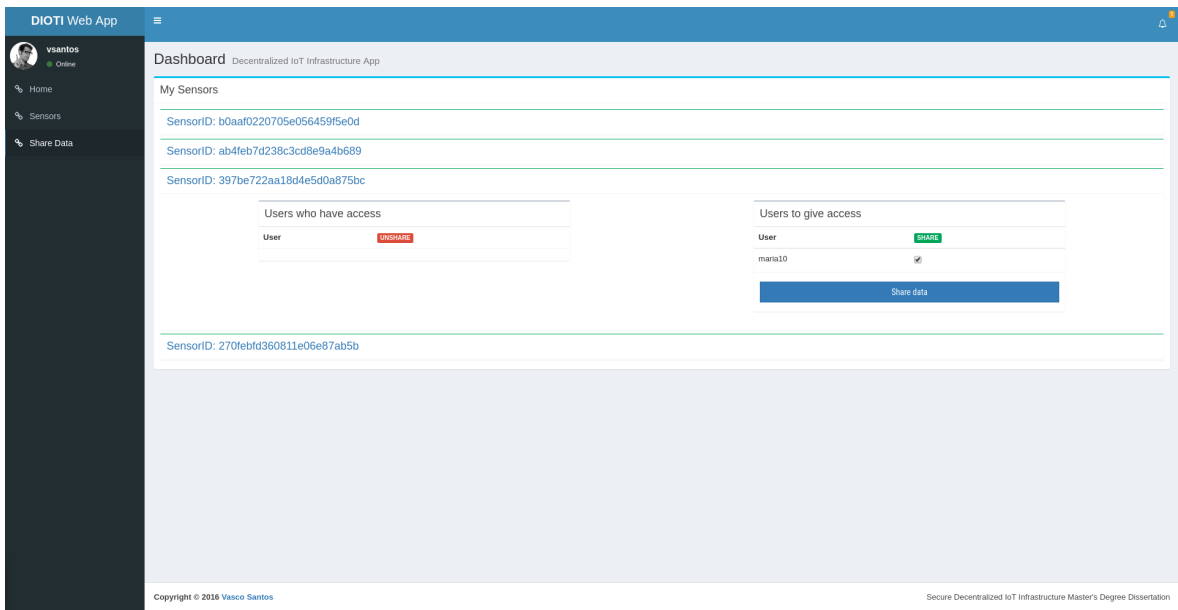 DIOTI Web App
1
vsantos
Online
Home
Sensors
Share Data
Dashboard Decentralized IoT Infrastructure App
My Sensors
SensorID: b0aaf0220705e056459f5e0d
SensorID: ab4feb7d238c3cd8e9a4b689
SensorID: 397be722aa18d4e5d0a875bc
Users who have access
User UNSHARE
Users to give access
User SHARE
maria10
Share data
SensorID: 270febfd360811e06e87ab5b
Copyright © 2016 Vasco Santos
Secure Decentralized IoT Infrastructure Master's Degree Dissertation